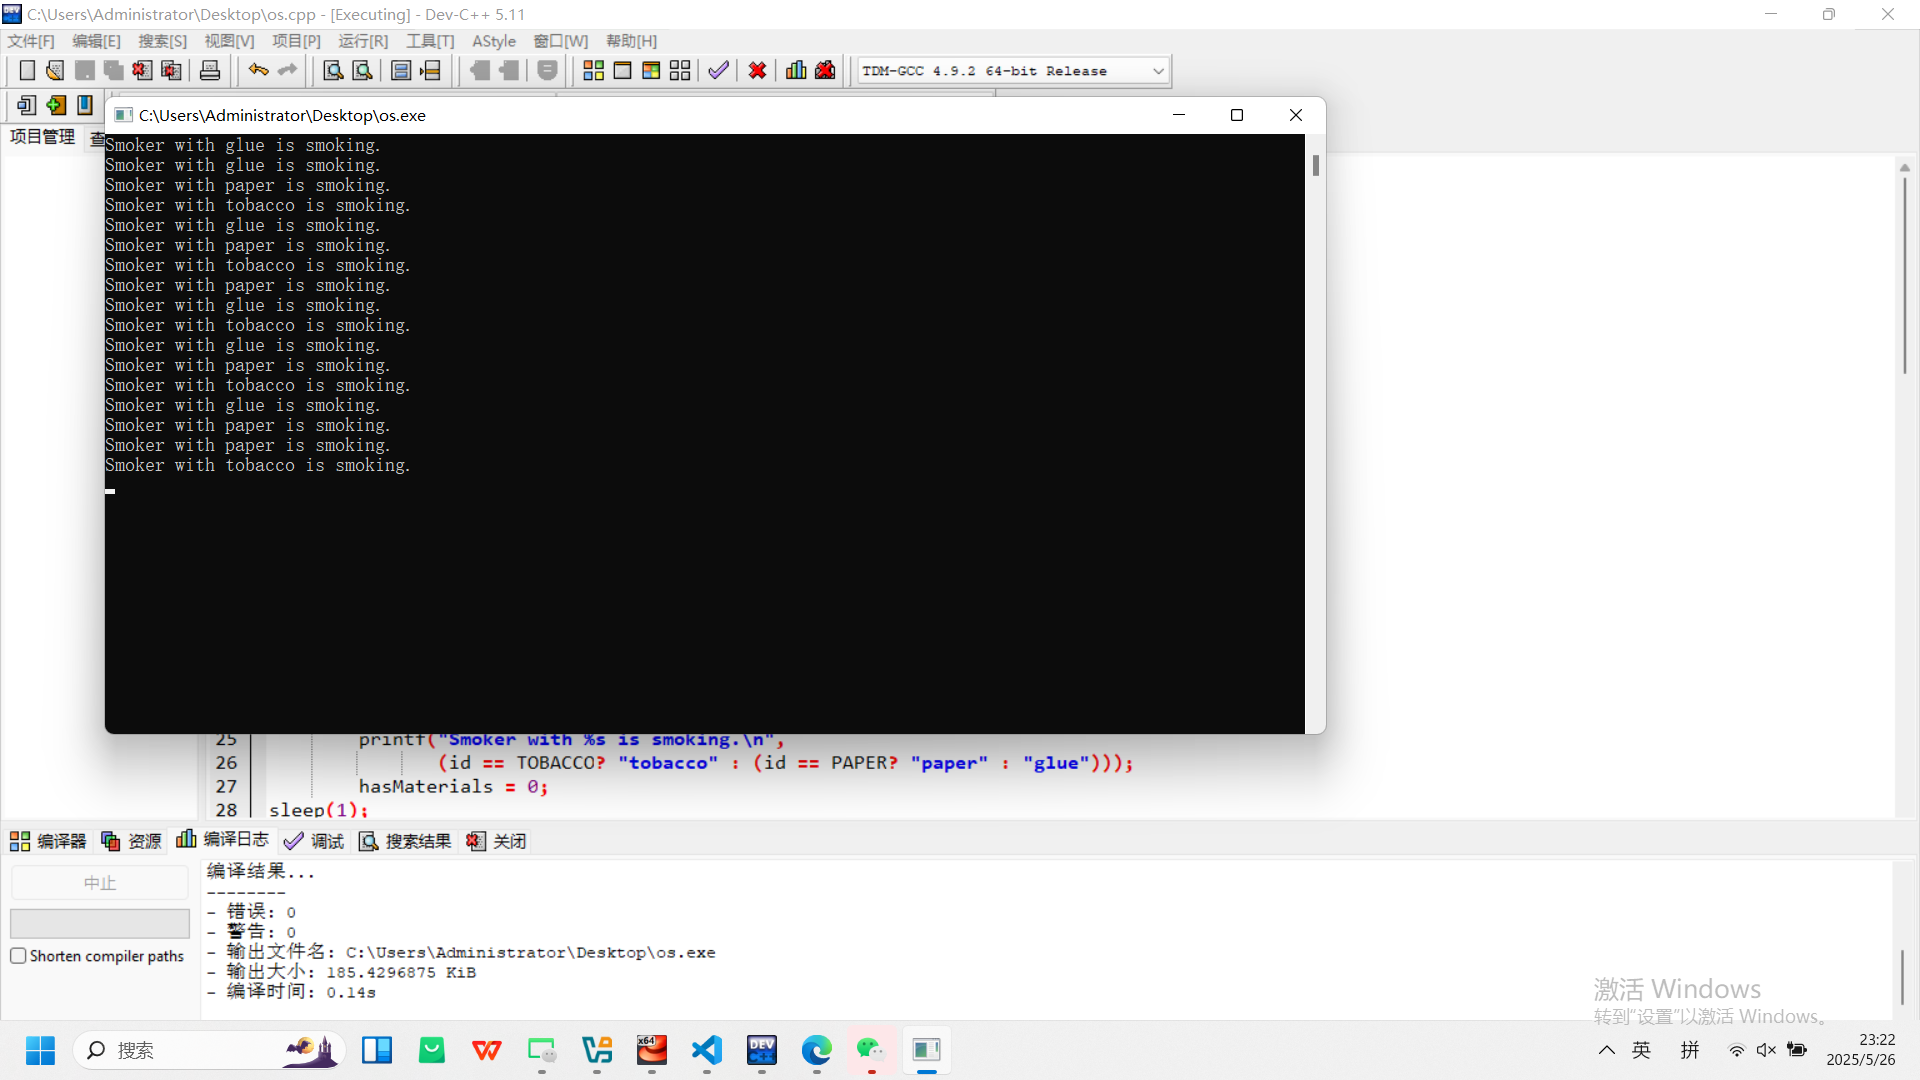 C:\Users\Administrator\Desktop\os.cpp - [Executing] - Dev-C++ 5.11
文件[F] 编辑[E] 搜索[S] 视图[V] 项目[P] 运行[R] 工具[T] AStyle 窗口[W] 帮助[H]
TDM-GCC 4.9.2 64-bit Release
C:\Users\Administrator\Desktop\os.exe
项目管理 查
Smoker with glue is smoking.
Smoker with glue is smoking.
Smoker with paper is smoking.
Smoker with tobacco is smoking.
Smoker with glue is smoking.
Smoker with paper is smoking.
Smoker with tobacco is smoking.
Smoker with paper is smoking.
Smoker with glue is smoking.
Smoker with tobacco is smoking.
Smoker with glue is smoking.
Smoker with paper is smoking.
Smoker with tobacco is smoking.
Smoker with glue is smoking.
Smoker with paper is smoking.
Smoker with paper is smoking.
Smoker with tobacco is smoking.
25 printf("Smoker with %s is smoking.\n",
26 (id == TOBACCO? "tobacco" : (id == PAPER? "paper" : "glue")));
27 hasMaterials = 0;
28 sleep(1);
编译器 资源 编译日志 调试 搜索结果 关闭
中止
Shorten compiler paths
编译结果...
--------
- 错误: 0
- 警告: 0
- 输出文件名: C:\Users\Administrator\Desktop\os.exe
- 输出大小: 185.4296875 KiB
- 编译时间: 0.14s
激活 Windows
转到“设置”以激活 Windows。
搜索
x64
DEV C++
英 拼
23:22
2025/5/26